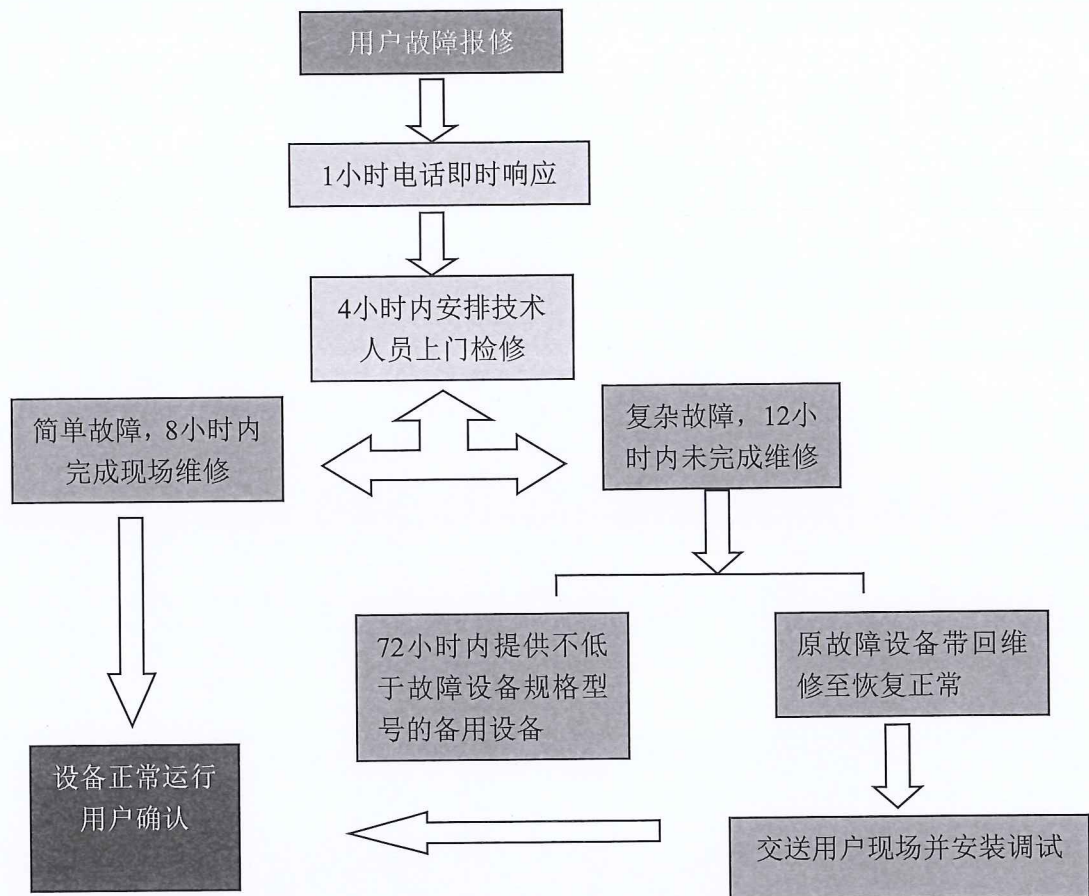 用户故障报修
1小时电话即时响应
4小时内安排技术
人员上门检修
简单故障，8小时内
完成现场维修
复杂故障，12小
时内未完成维修
72小时内提供不低
于故障设备规格型
号的备用设备
原故障设备带回维
修至恢复正常
设备正常运行
用户确认
交送用户现场并安装调试